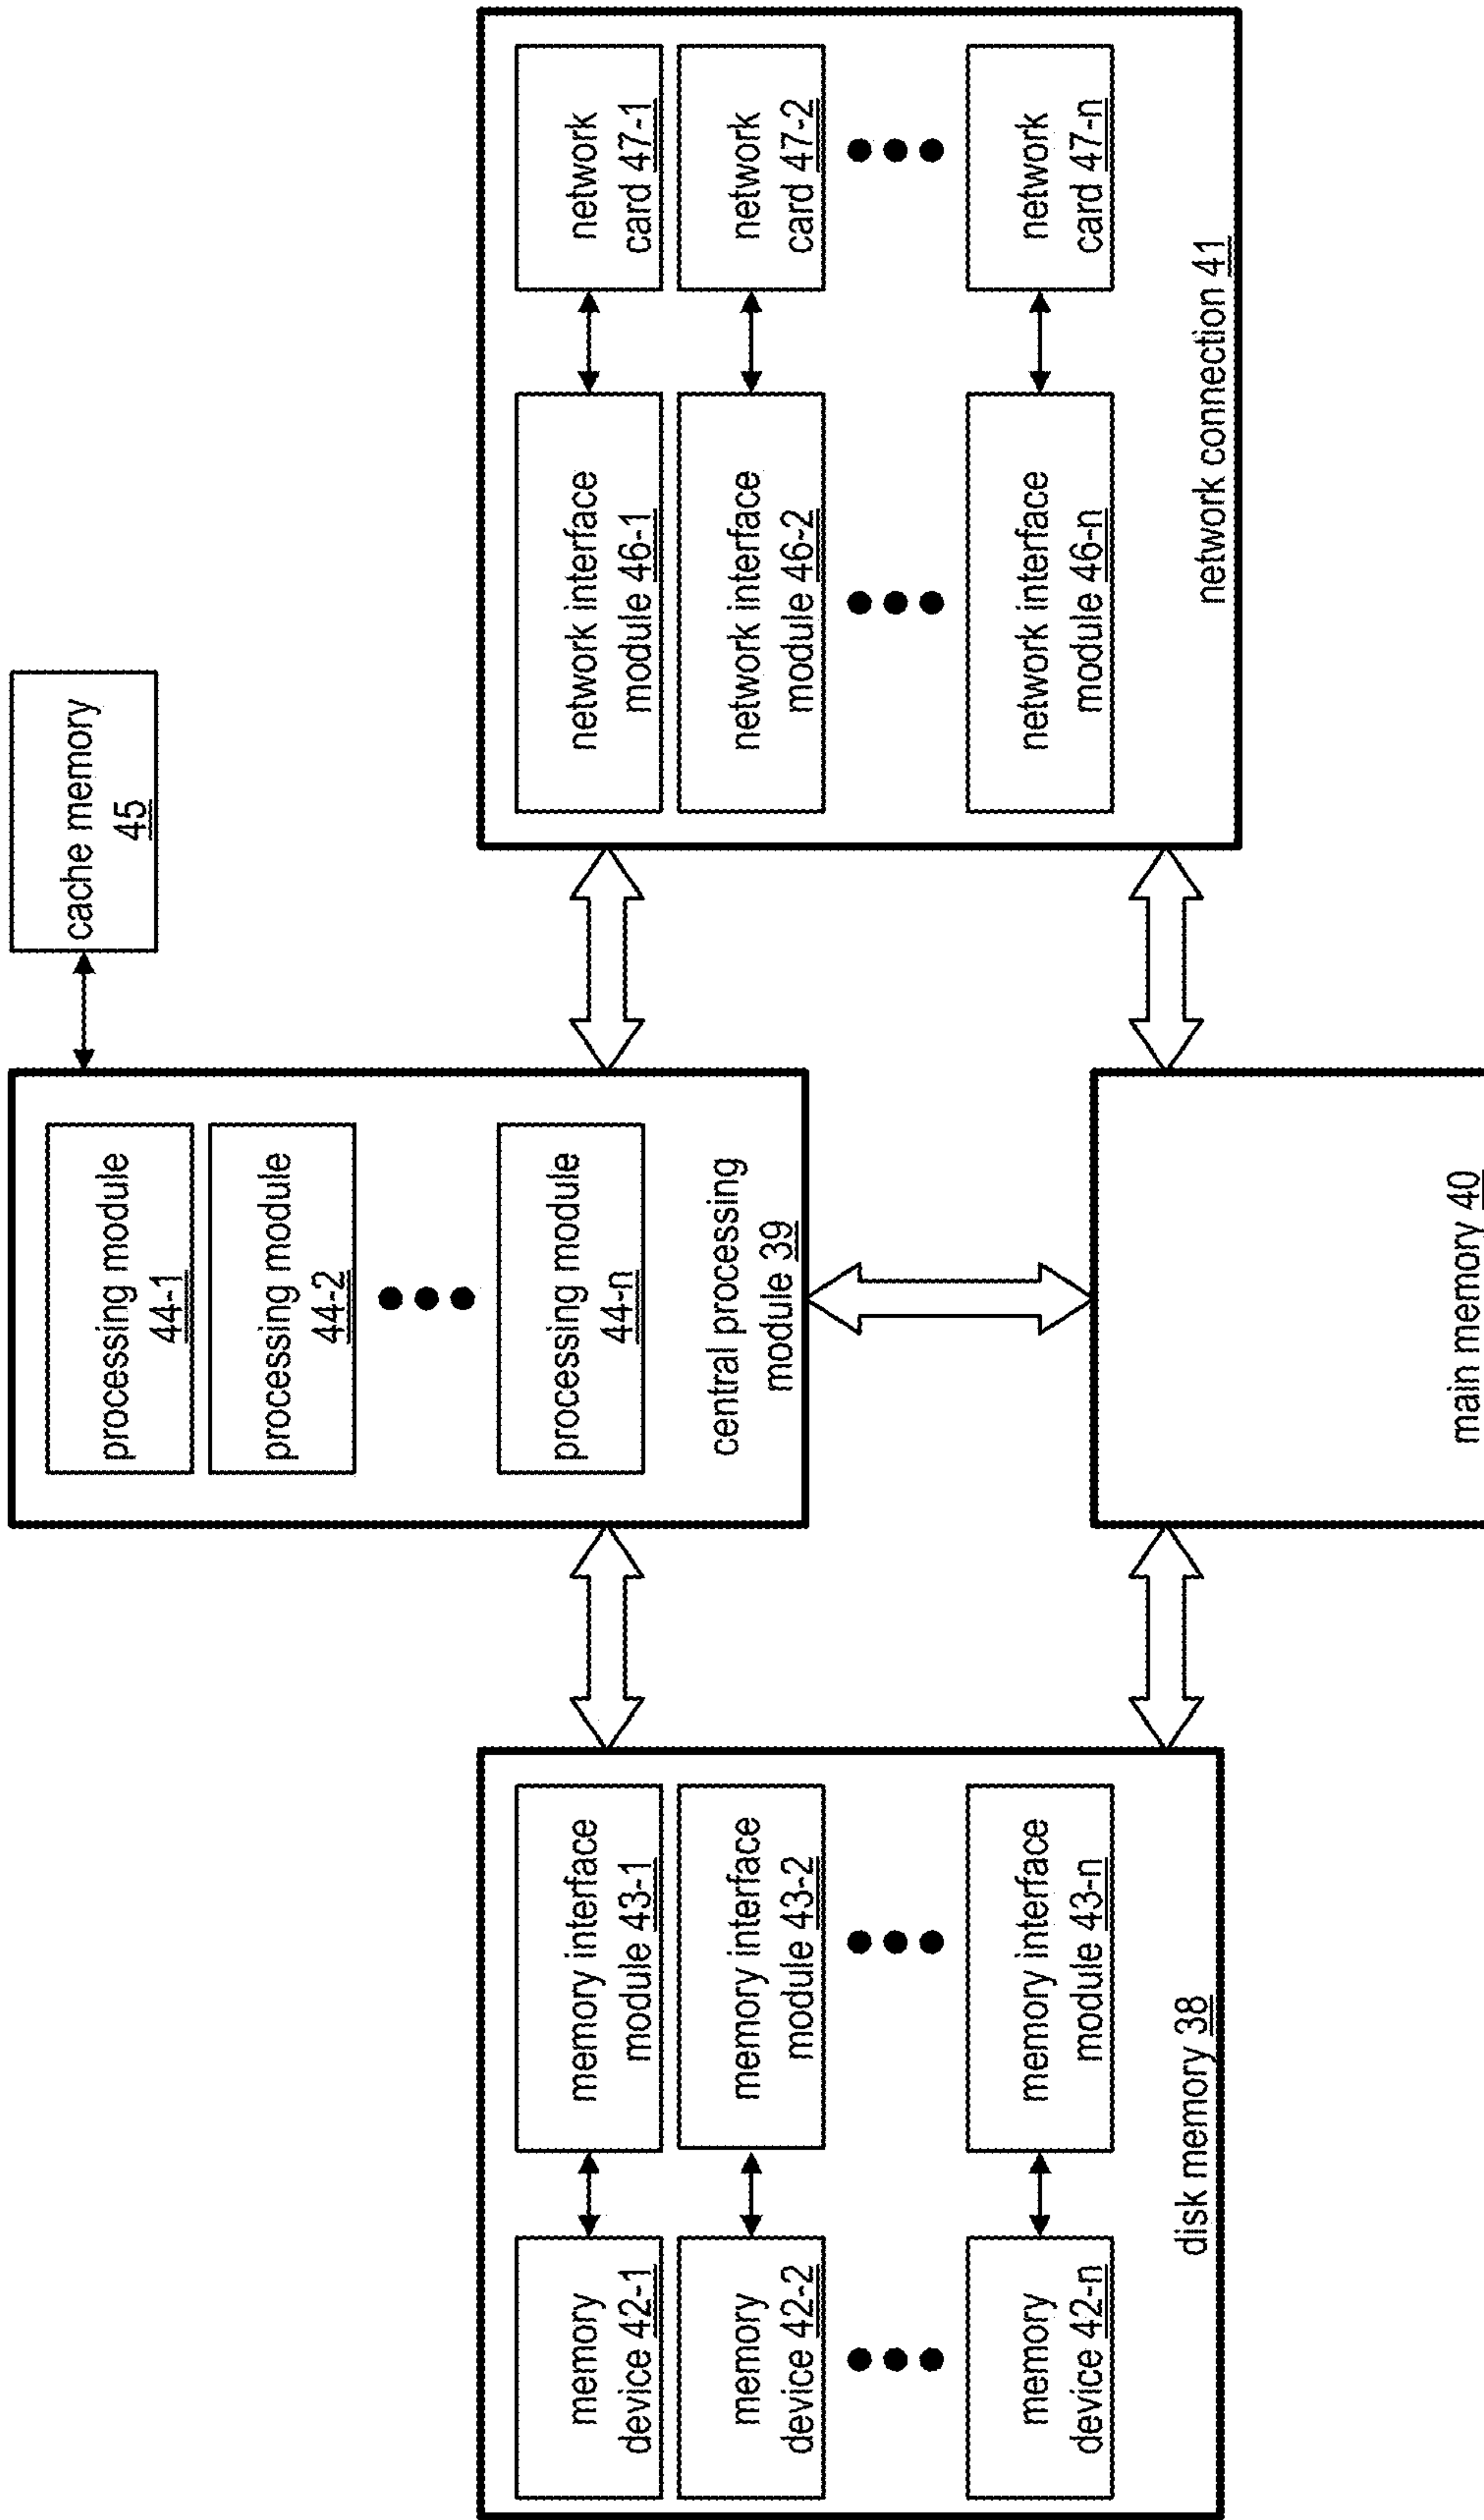 memory
device 42-1
memory
device 42-2
memory
device 42-n
memory interface
module 43-1
memory interface
module 43-2
memory interface
module 43-n
disk memory 38
processing module
44-1
processing module
44-2
processing module
44-n
central processing
module 39
main memory 40
cache memory
45
network interface
module 46-1
network interface
module 46-2
network interface
module 46-n
network
card 47-1
network
card 47-2
network
card 47-n
network connection 41